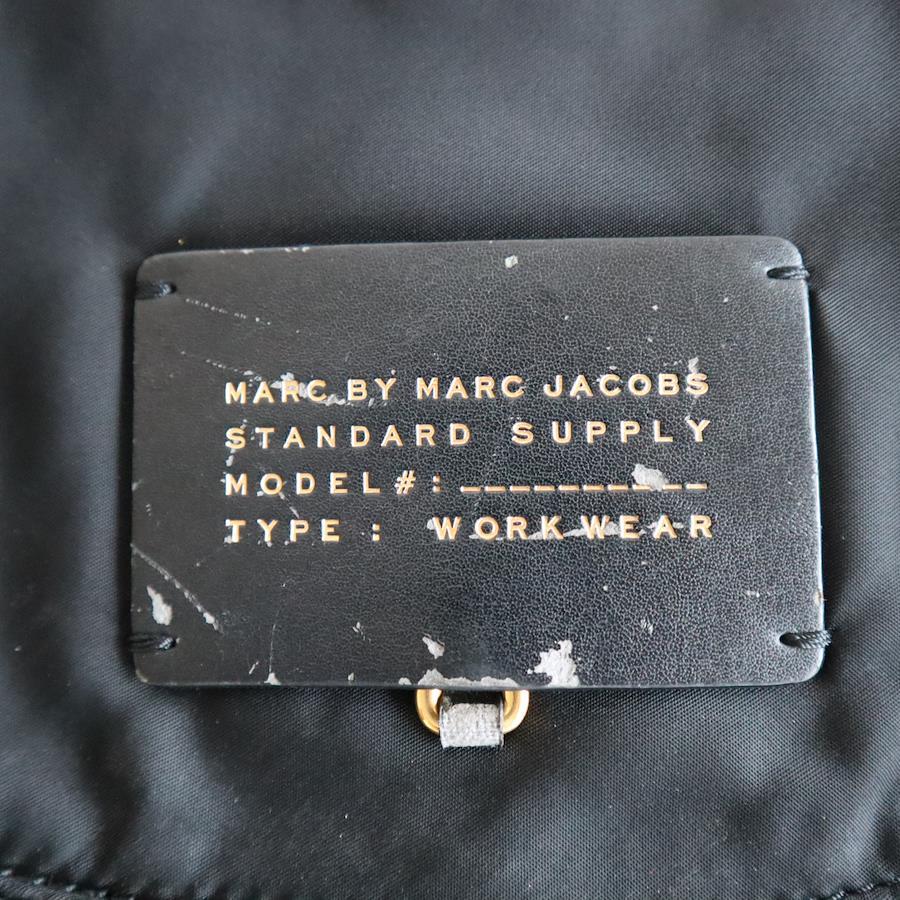 MARC BY MARC JACOBS
STANDARD SUPPLY
MODEL#: __________
TYPE : WORKWEAR